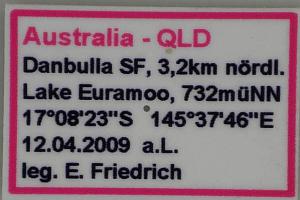 Australia - QLD
Danbulla SF, 3,2km nördl.
Lake Euramoo, 732müNN
17°08'23"S 145°37'46"E
12.04.2009 a.L.
leg. E. Friedrich